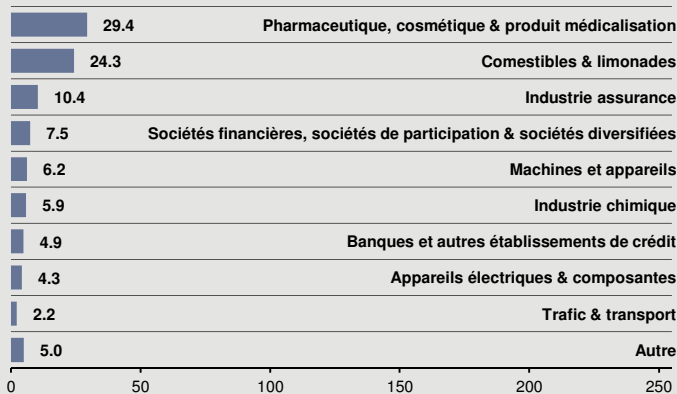 29.4 Pharmaceutique, cosmétique & produit médicalisation
24.3 Comestibles & limonades
10.4 Industrie assurance
7.5 Sociétés financières, sociétés de participation & sociétés diversifiées
6.2 Machines et appareils
5.9 Industrie chimique
4.9 Banques et autres établissements de crédit
4.3 Appareils électriques & composantes
2.2 Trafic & transport
5.0 Autre
0 50 100 150 200 250